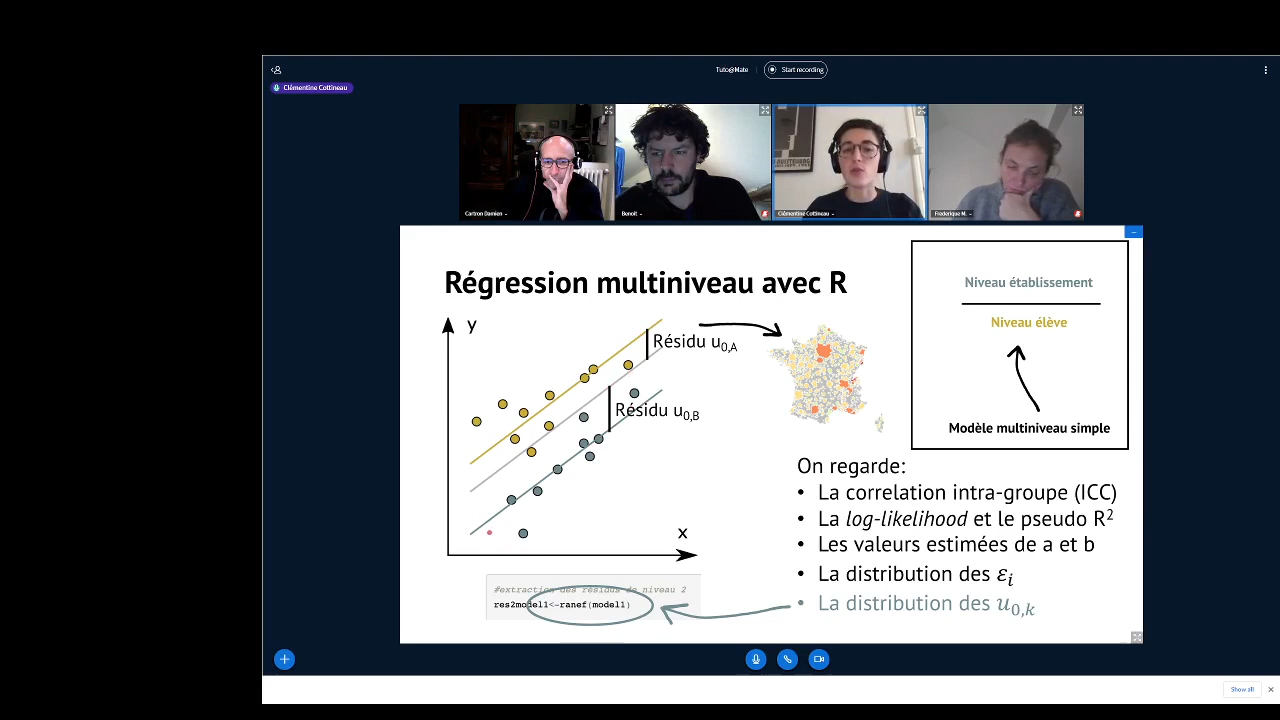 Tuto@Mate
Start recording
Clémentine Cottineau
Cartron Damien
Benoit
Clémentine Cottineau
Frederique M.
Régression multiniveau avec R
y
Résidu u0,A
Résidu u0,B
x
Niveau établissement
Niveau élève
Modèle multiniveau simple
On regarde:
• La correlation intra-groupe (ICC)
• La log-likelihood et le pseudo R²
• Les valeurs estimées de a et b
• La distribution des εi
• La distribution des u0,k
#extraction des résidus de niveau 2
res2model1<-ranef(model1)
Show all